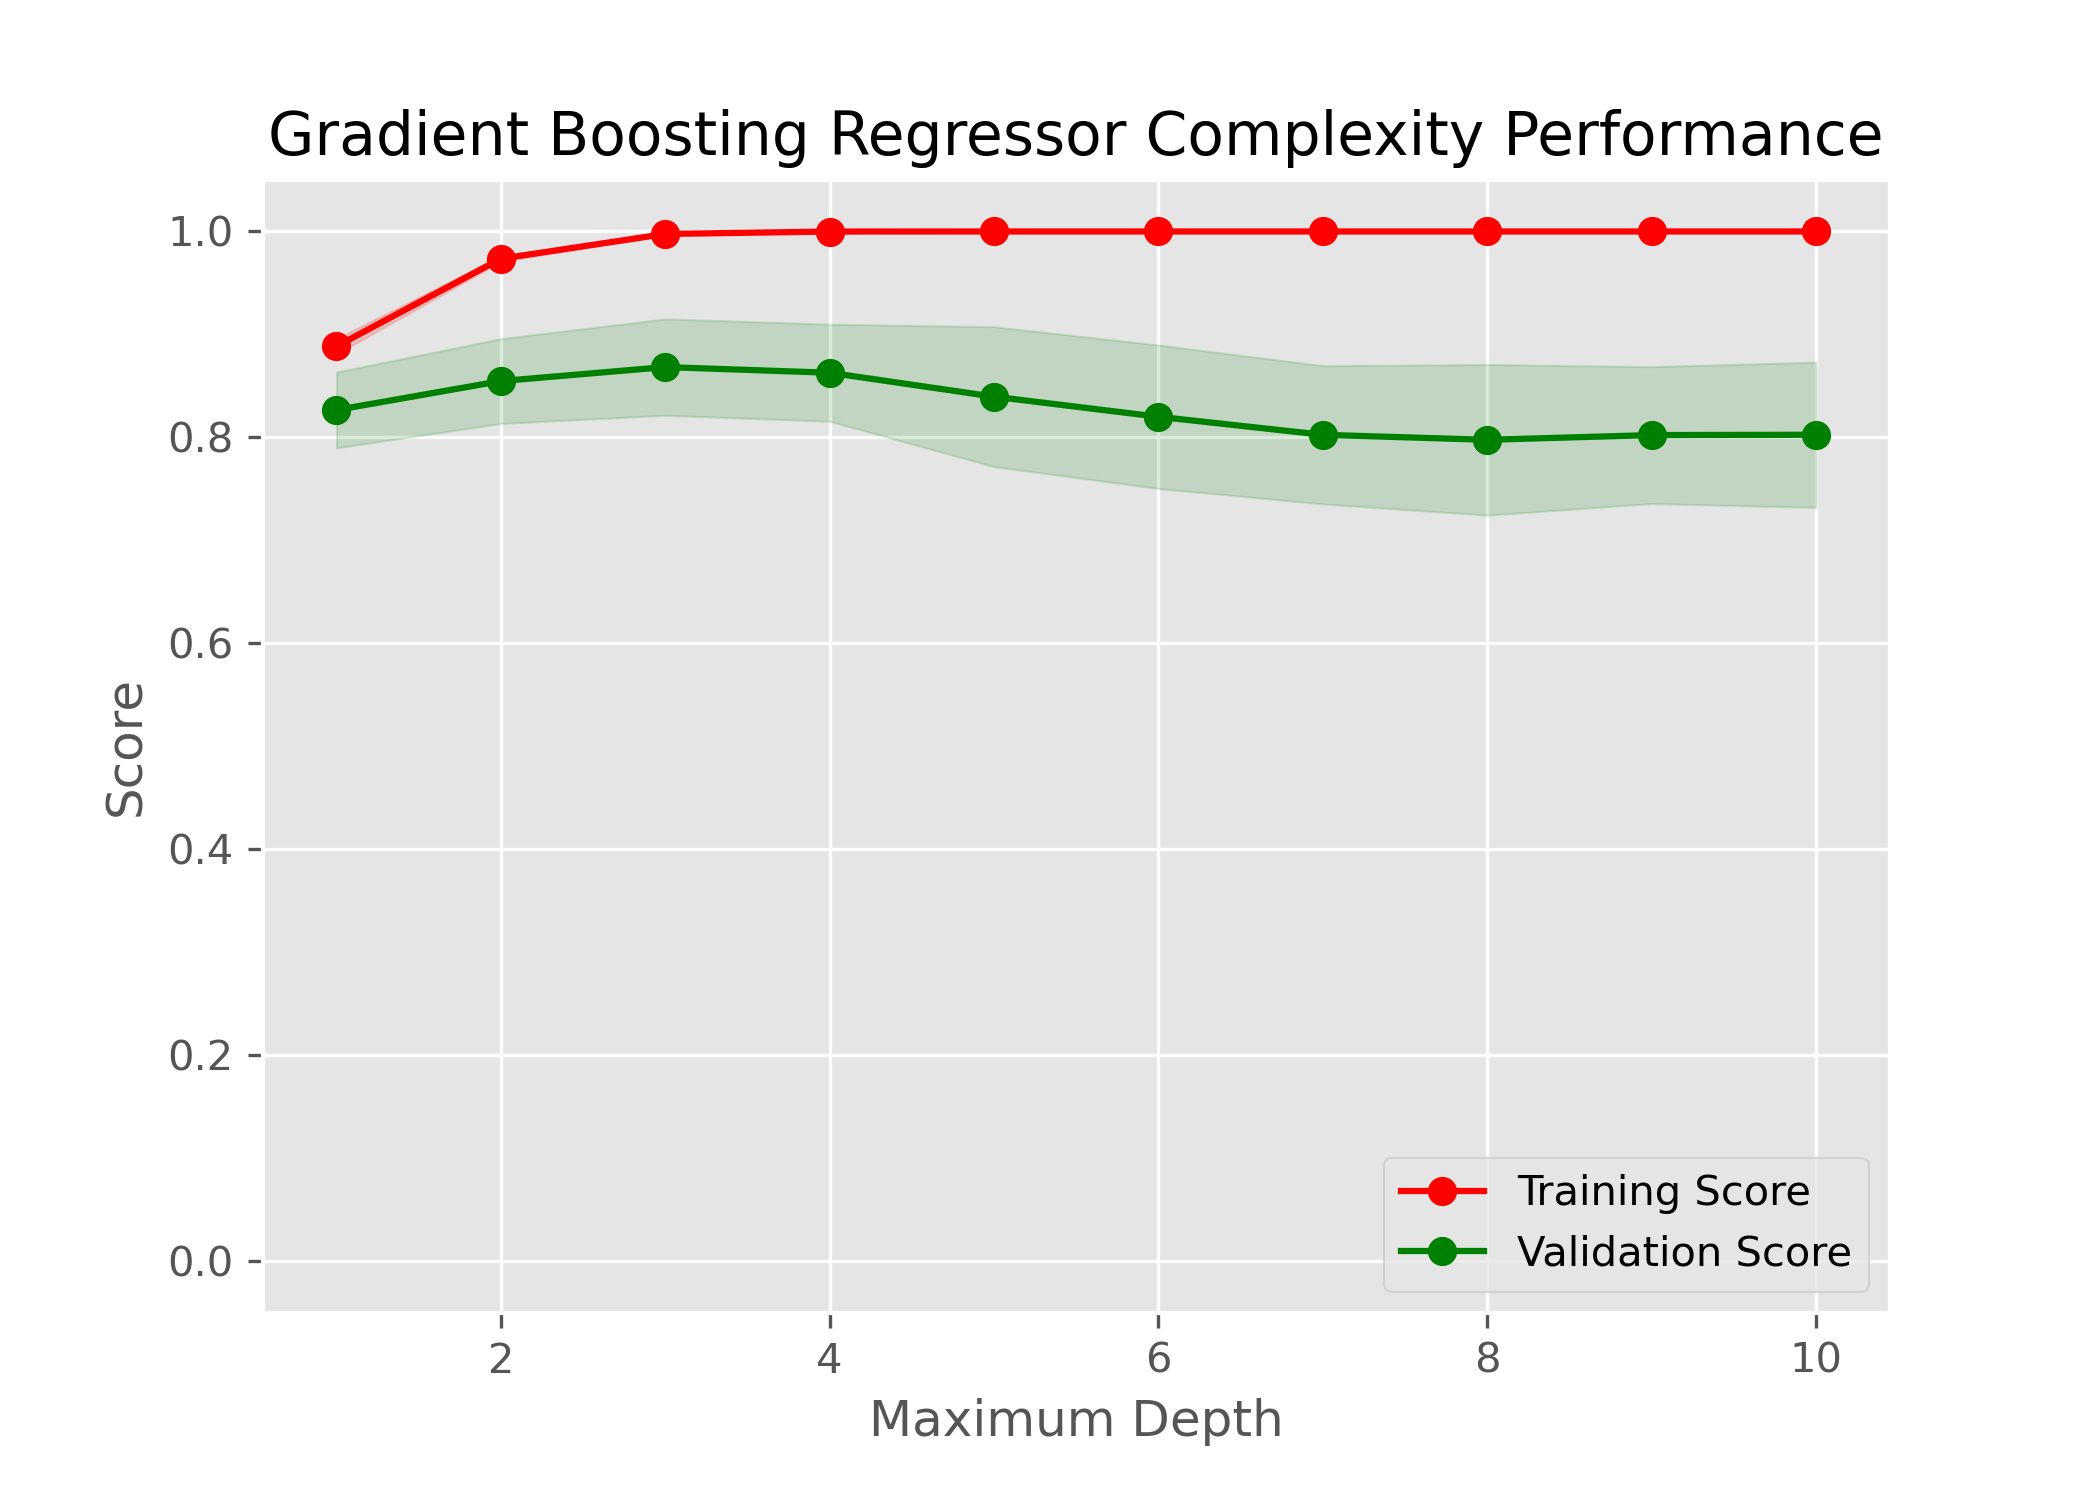 Gradient Boosting Regressor Complexity Performance
1.0
0.8
0.6
0.4
0.2
0.0
Score
Training Score
Validation Score
2 4 6 8 10
Maximum Depth